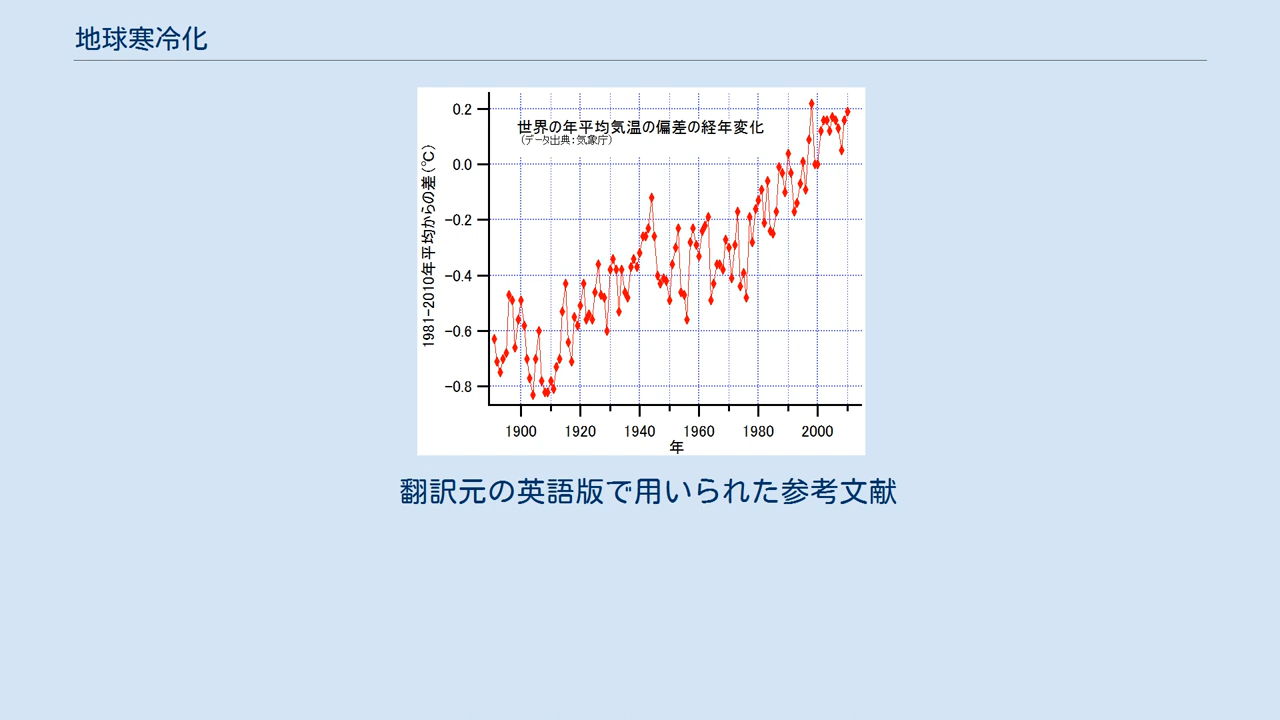 地球寒冷化
世界の年平均気温の偏差の経年変化
(データ出典:気象庁)
1981-2010年平均からの差(℃)
0.2
0.0
-0.2
-0.4
-0.6
-0.8
1900 1920 1940 1960 1980 2000
年
翻訳元の英語版で用いられた参考文献